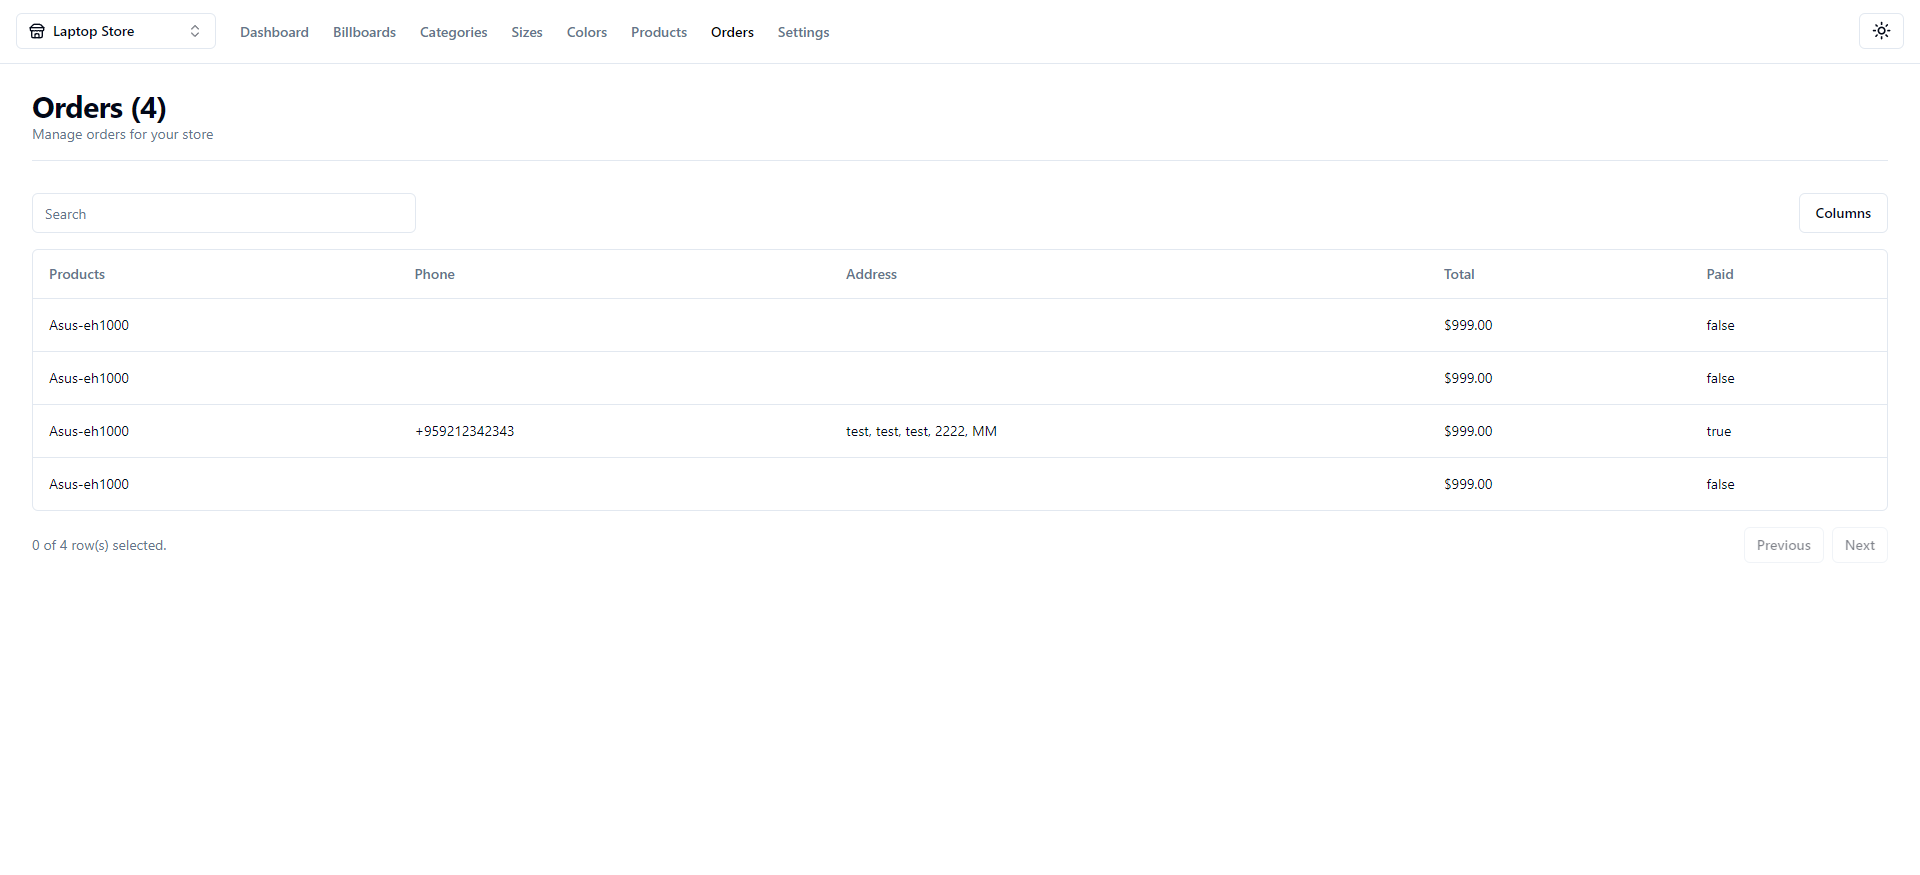 Laptop Store Dashboard Billboards Categories Sizes Colors Products Orders Settings
Orders (4)
Manage orders for your store
Search Columns
Products Phone Address Total Paid
Asus-eh1000 $999.00 false
Asus-eh1000 $999.00 false
Asus-eh1000 +959212342343 test, test, test, 2222, MM $999.00 true
Asus-eh1000 $999.00 false
0 of 4 row(s) selected. Previous Next